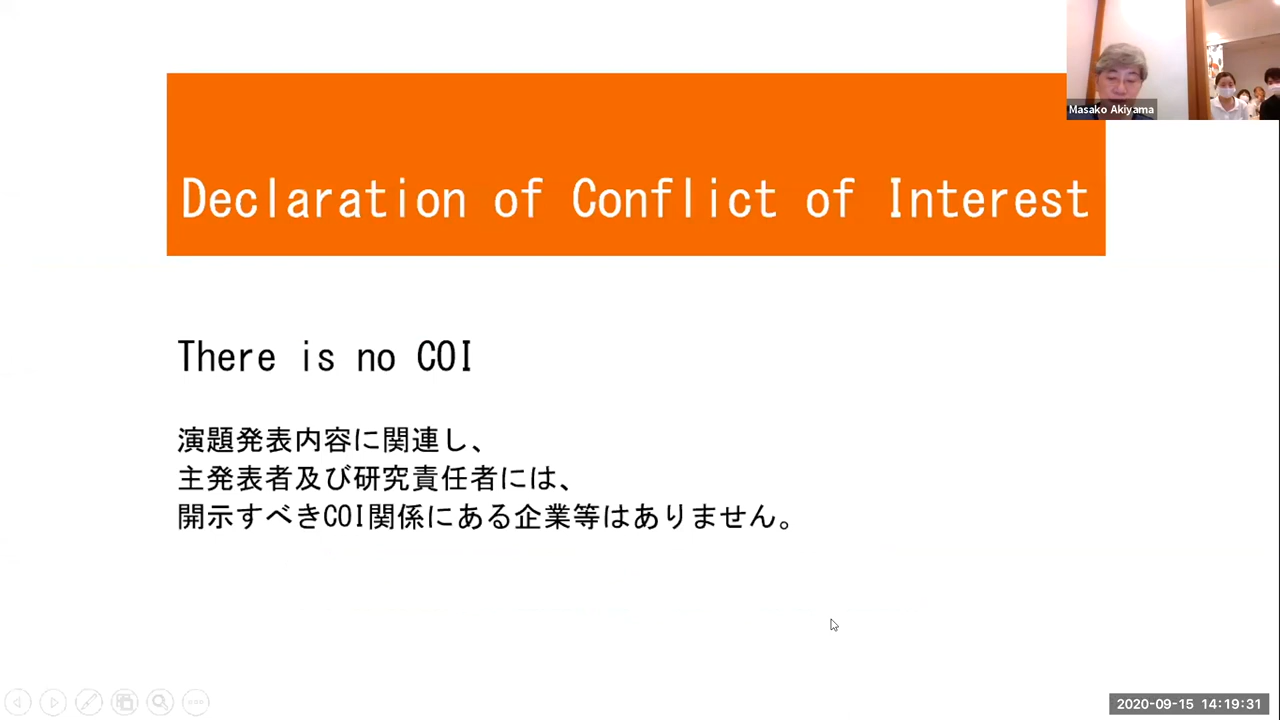 Masako Akiyama
Declaration of Conflict of Interest
There is no COI
演題発表内容に関連し、
主発表者及び研究責任者には、
開示すべきCOI関係にある企業等はありません。
2020-09-15 14:19:31